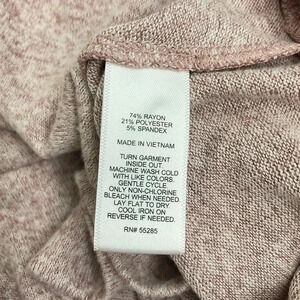 74% RAYON
21% POLYESTER
5% SPANDEX
MADE IN VIETNAM
TURN GARMENT
INSIDE OUT
MACHINE WASH COLD
WITH LIKE COLORS.
GENTLE CYCLE.
ONLY NON-CHLORINE
BLEACH WHEN NEEDED.
LAY FLAT TO DRY
COOL IRON ON
REVERSE IF NEEDED.
RN# 55285